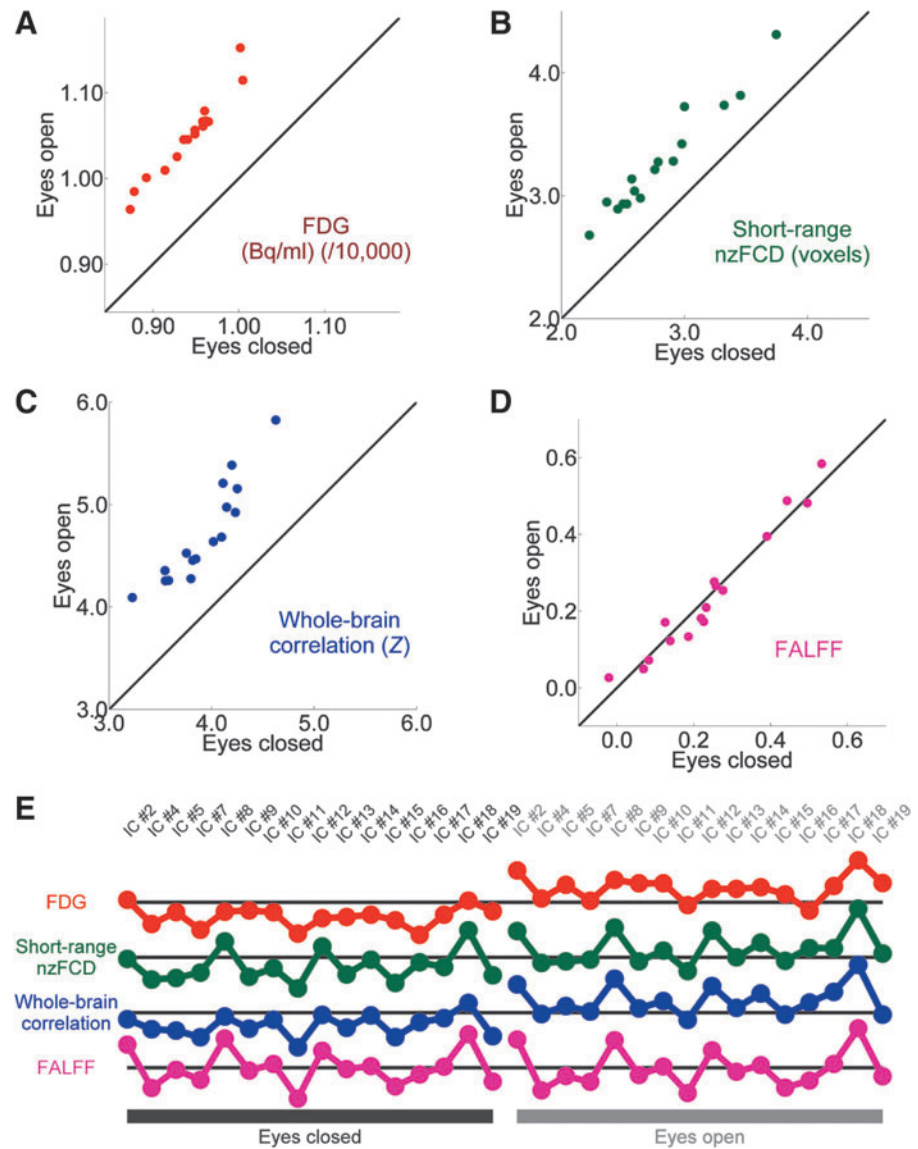 A
Eyes open
1.10
1.00
0.90
0.90 1.00 1.10
Eyes closed
FDG
(Bq/ml) (/10,000)
B
Eyes open
4.0
3.0
2.0
2.0 3.0 4.0
Eyes closed
Short-range
nzFCD (voxels)
C
Eyes open
6.0
5.0
4.0
3.0
3.0 4.0 5.0 6.0
Eyes closed
Whole-brain
correlation (Z)
D
Eyes open
0.6
0.4
0.2
0.0
0.0 0.2 0.4 0.6
Eyes closed
FALFF
E
IC #2 IC #4 IC #5 IC #7 IC #8 IC #9 IC #10 IC #11 IC #12 IC #13 IC #14 IC #15 IC #16 IC #17 IC #18 IC #19 IC #2 IC #4 IC #5 IC #7 IC #8 IC #9 IC #10 IC #11 IC #12 IC #13 IC #14 IC #15 IC #16 IC #17 IC #18 IC #19
FDG
Short-range
nzFCD
Whole-brain
correlation
FALFF
Eyes closed Eyes open